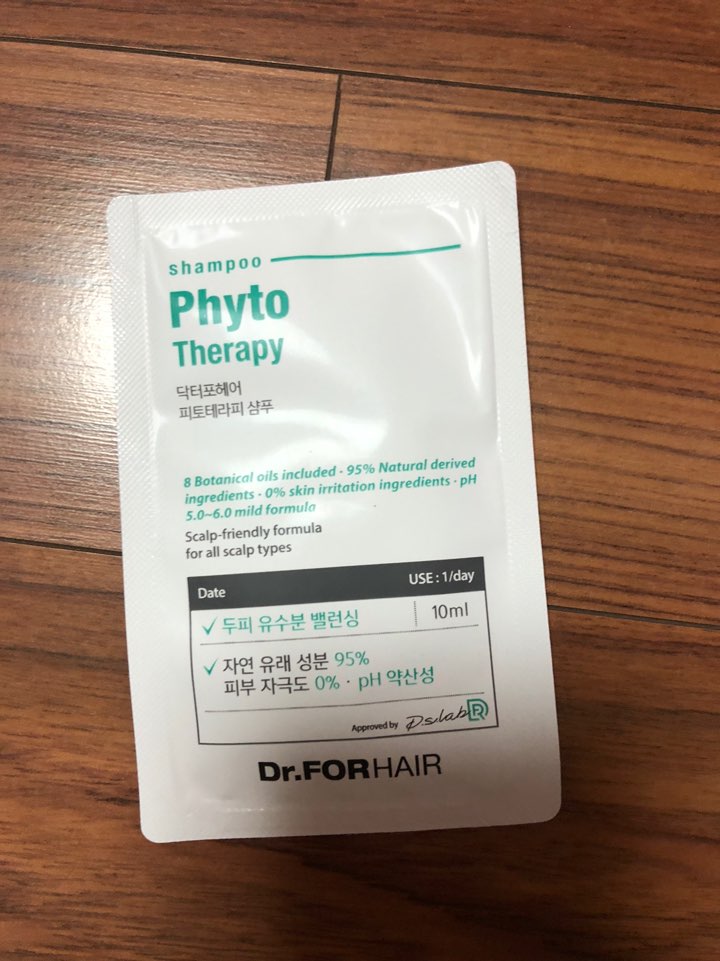 shampoo
Phyto
Therapy
닥터포헤어
피토테라피 샴푸
8 Botanical oils included · 95% Natural derived
ingredients · 0% skin irritation ingredients · pH
5.0~6.0 mild formula
Scalp-friendly formula
for all scalp types
Date USE : 1/day
두피 유수분 밸런싱 10ml
자연 유래 성분 95%
피부 자극도 0% · pH 약산성
Approved by D.s.lab
Dr.FORHAIR